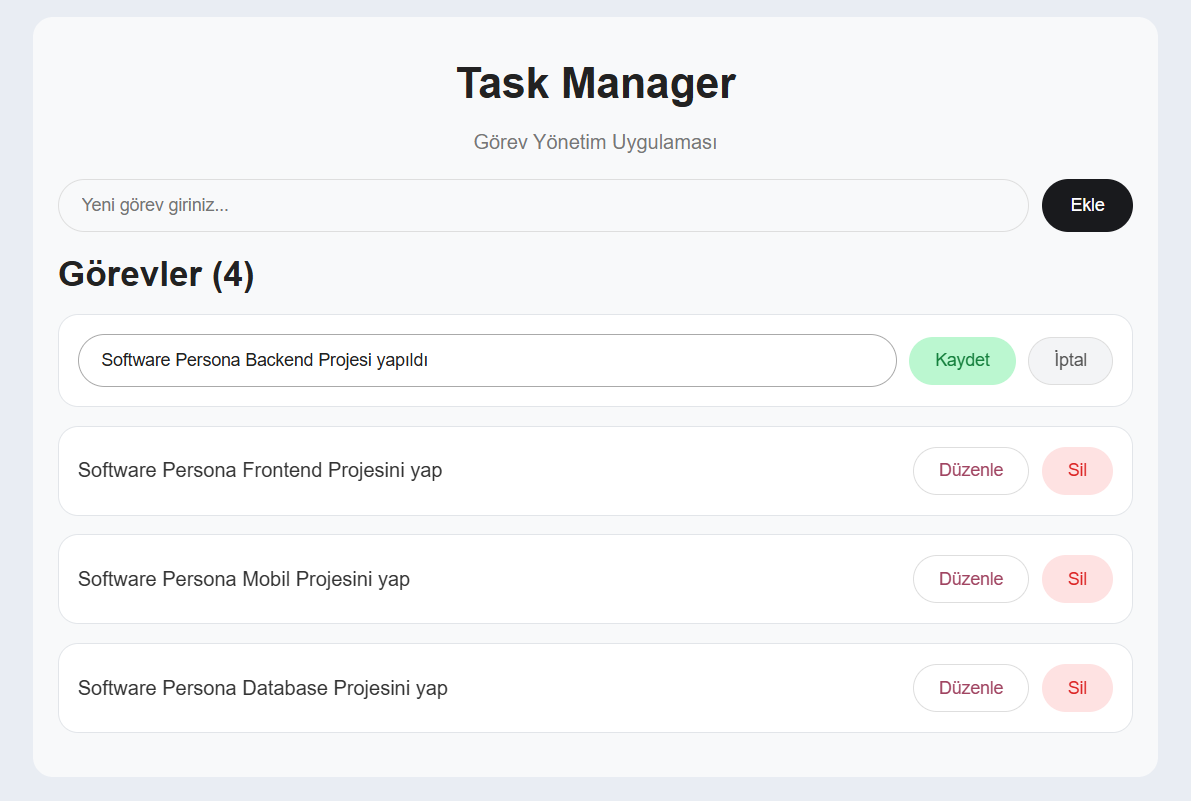 Task Manager
Görev Yönetim Uygulaması
Yeni görev giriniz...
Ekle
Görevler (4)
Software Persona Backend Projesi yapıldı
Kaydet
İptal
Software Persona Frontend Projesini yap
Düzenle
Sil
Software Persona Mobil Projesini yap
Düzenle
Sil
Software Persona Database Projesini yap
Düzenle
Sil